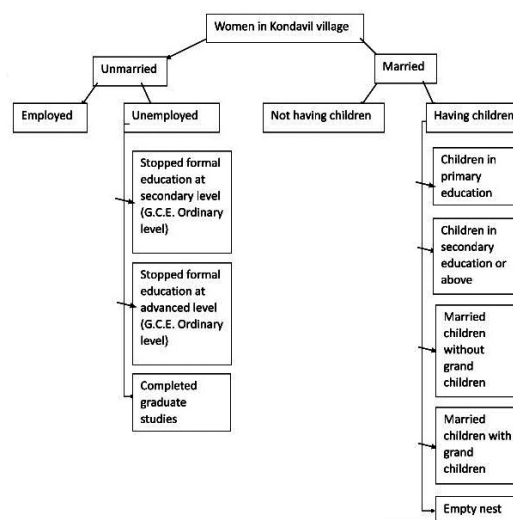 Women in Kondavil village
Unmarried
Married
Employed
Unemployed
Not having children
Having children
Stopped formal
education at
secondary level
(G.C.E. Ordinary
level)
Stopped formal
education at
advanced level
(G.C.E. Ordinary
level)
Completed
graduate
studies
Children in
primary
education
Children in
secondary
education or
above
Married
children
without
grand
children
Married
children with
grand
children
Empty nest